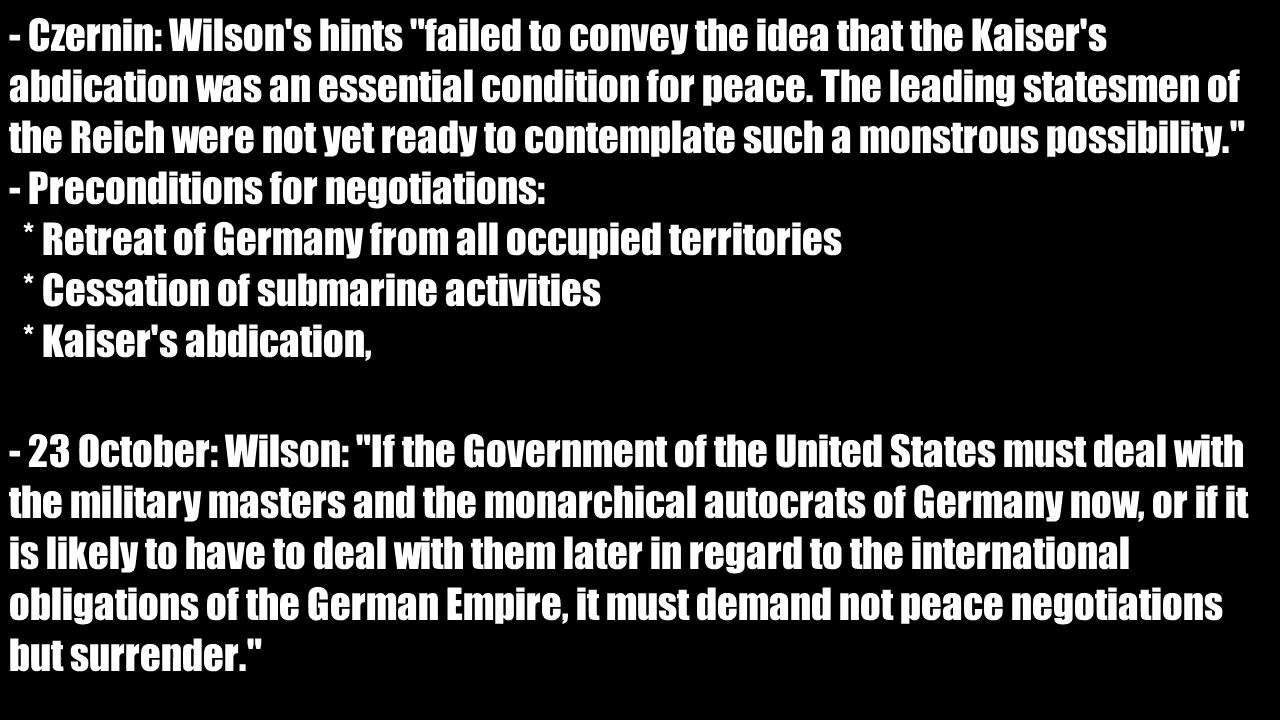 - Czernin: Wilson's hints "failed to convey the idea that the Kaiser's
abdication was an essential condition for peace. The leading statesmen of
the Reich were not yet ready to contemplate such a monstrous possibility."
- Preconditions for negotiations:
* Retreat of Germany from all occupied territories
* Cessation of submarine activities
* Kaiser's abdication,
- 23 October: Wilson: "If the Government of the United States must deal with
the military masters and the monarchical autocrats of Germany now, or if it
is likely to have to deal with them later in regard to the international
obligations of the German Empire, it must demand not peace negotiations
but surrender."